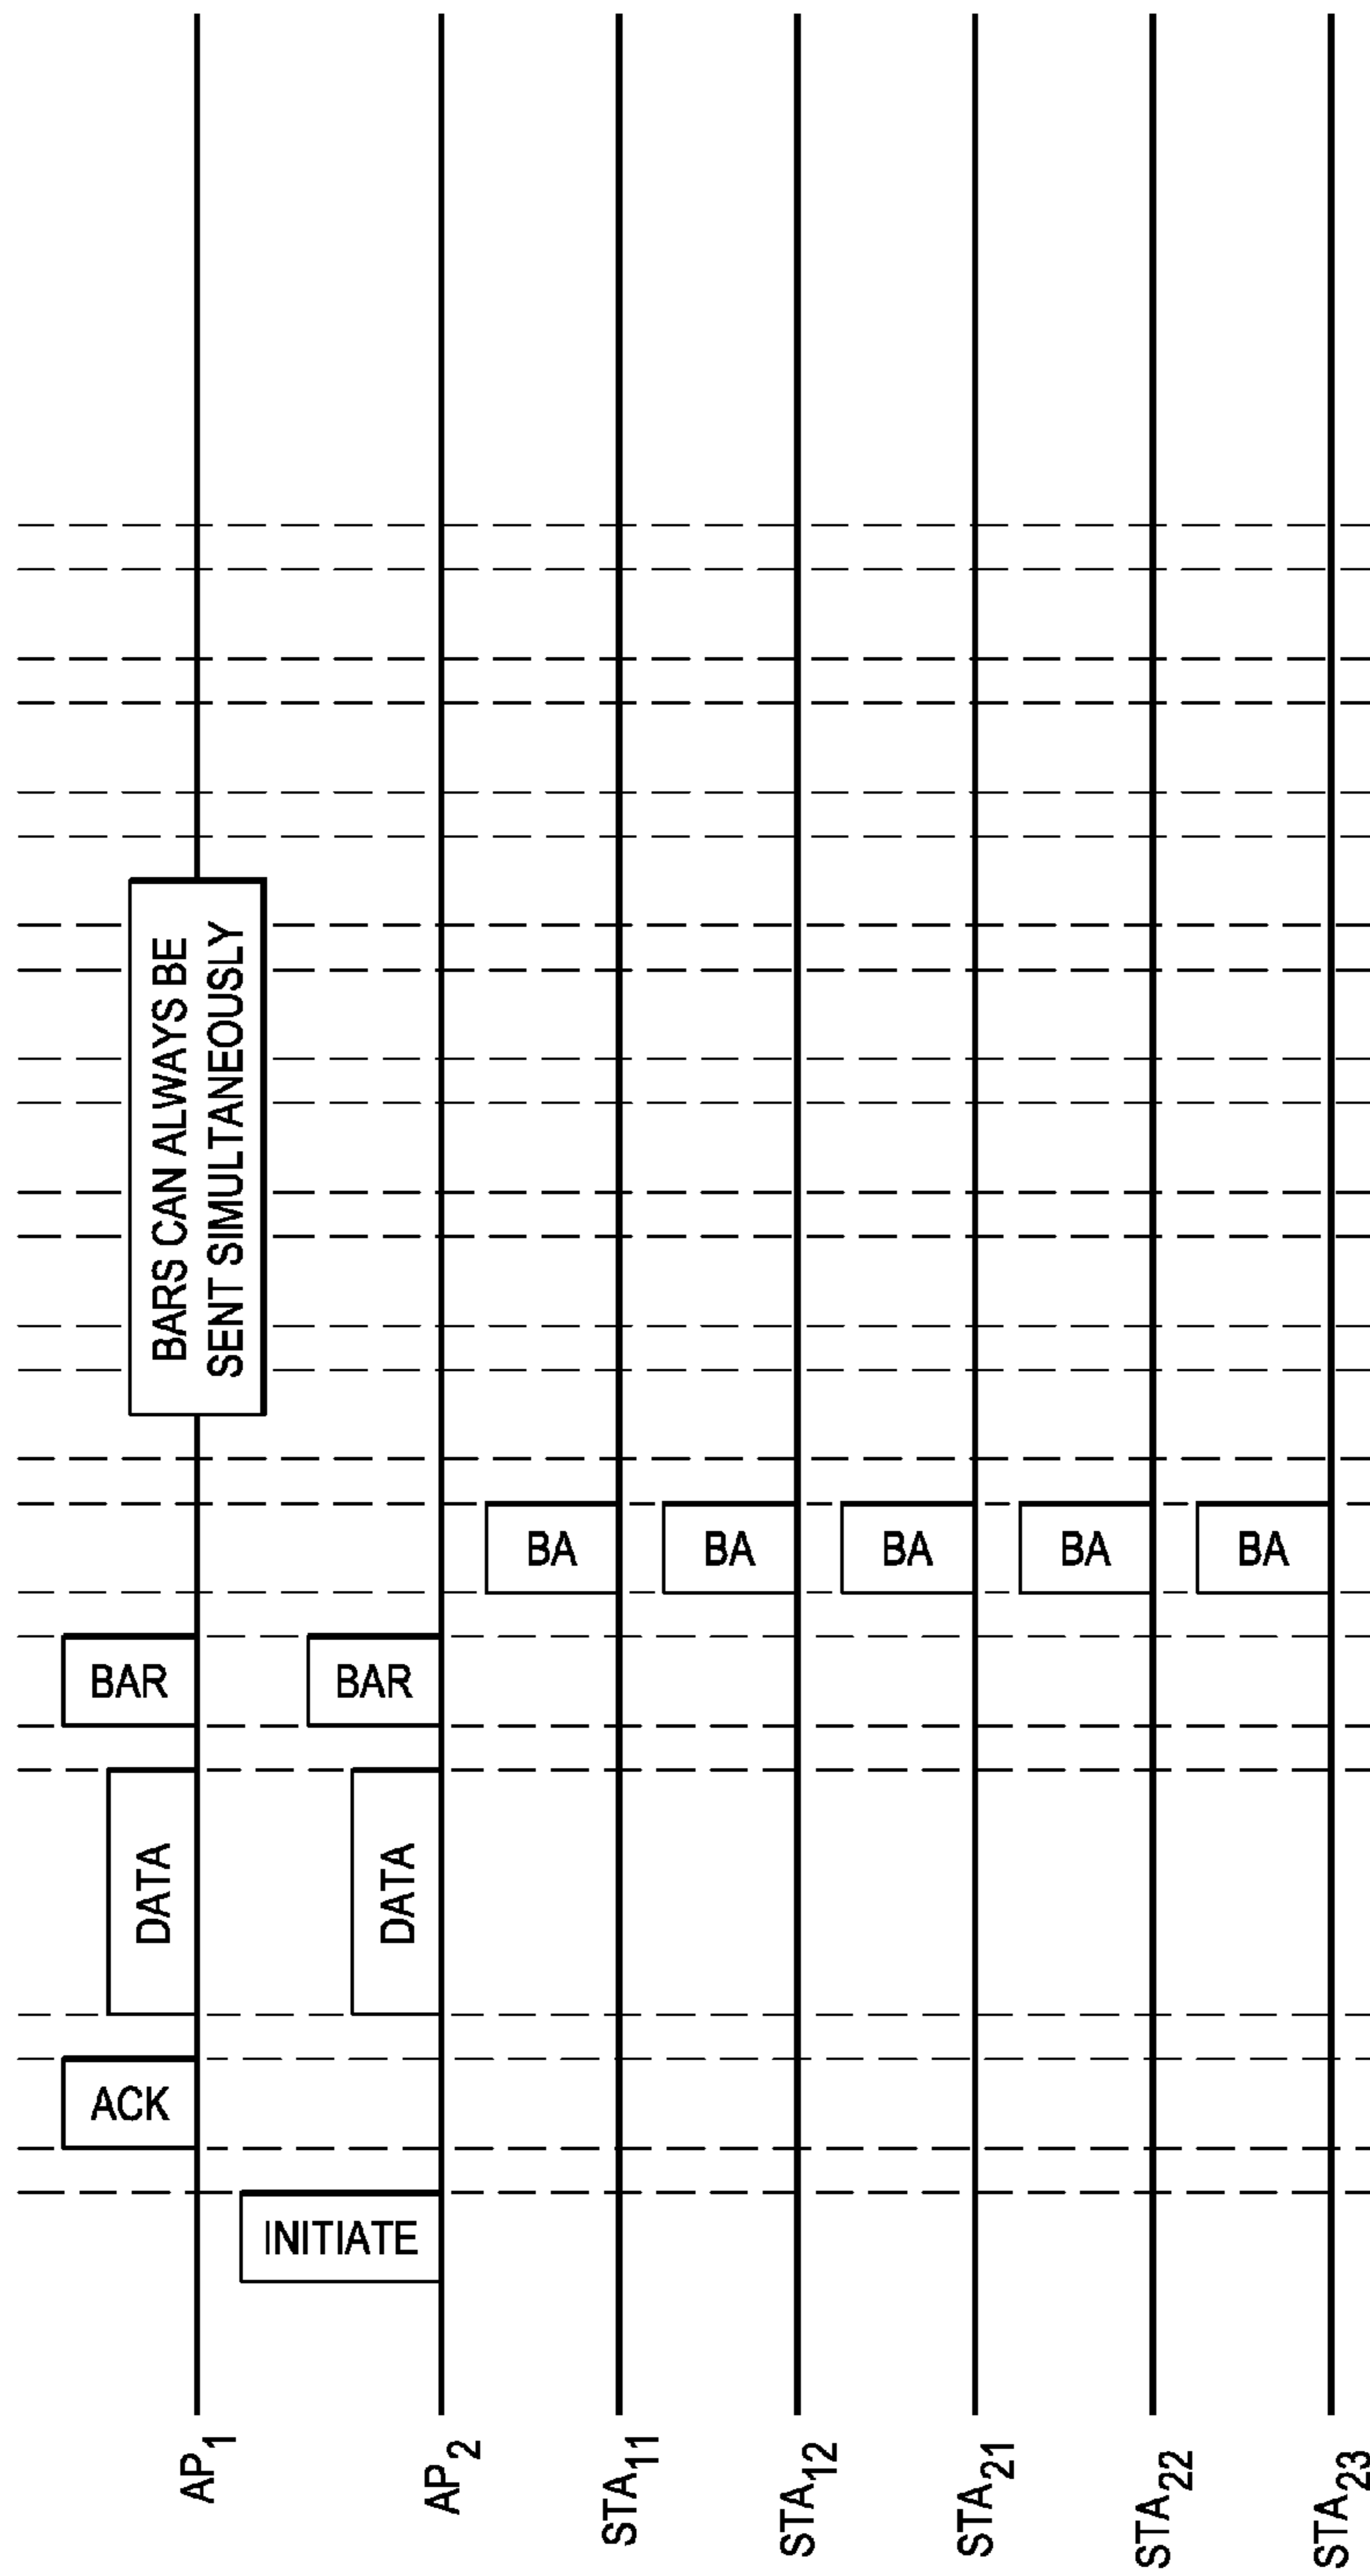 AP1
ACK
DATA
BAR
BARS CAN ALWAYS BE
SENT SIMULTANEOUSLY
AP2
INITIATE
DATA
BAR
STA11
BA
STA12
BA
STA21
BA
STA22
BA
STA23
BA